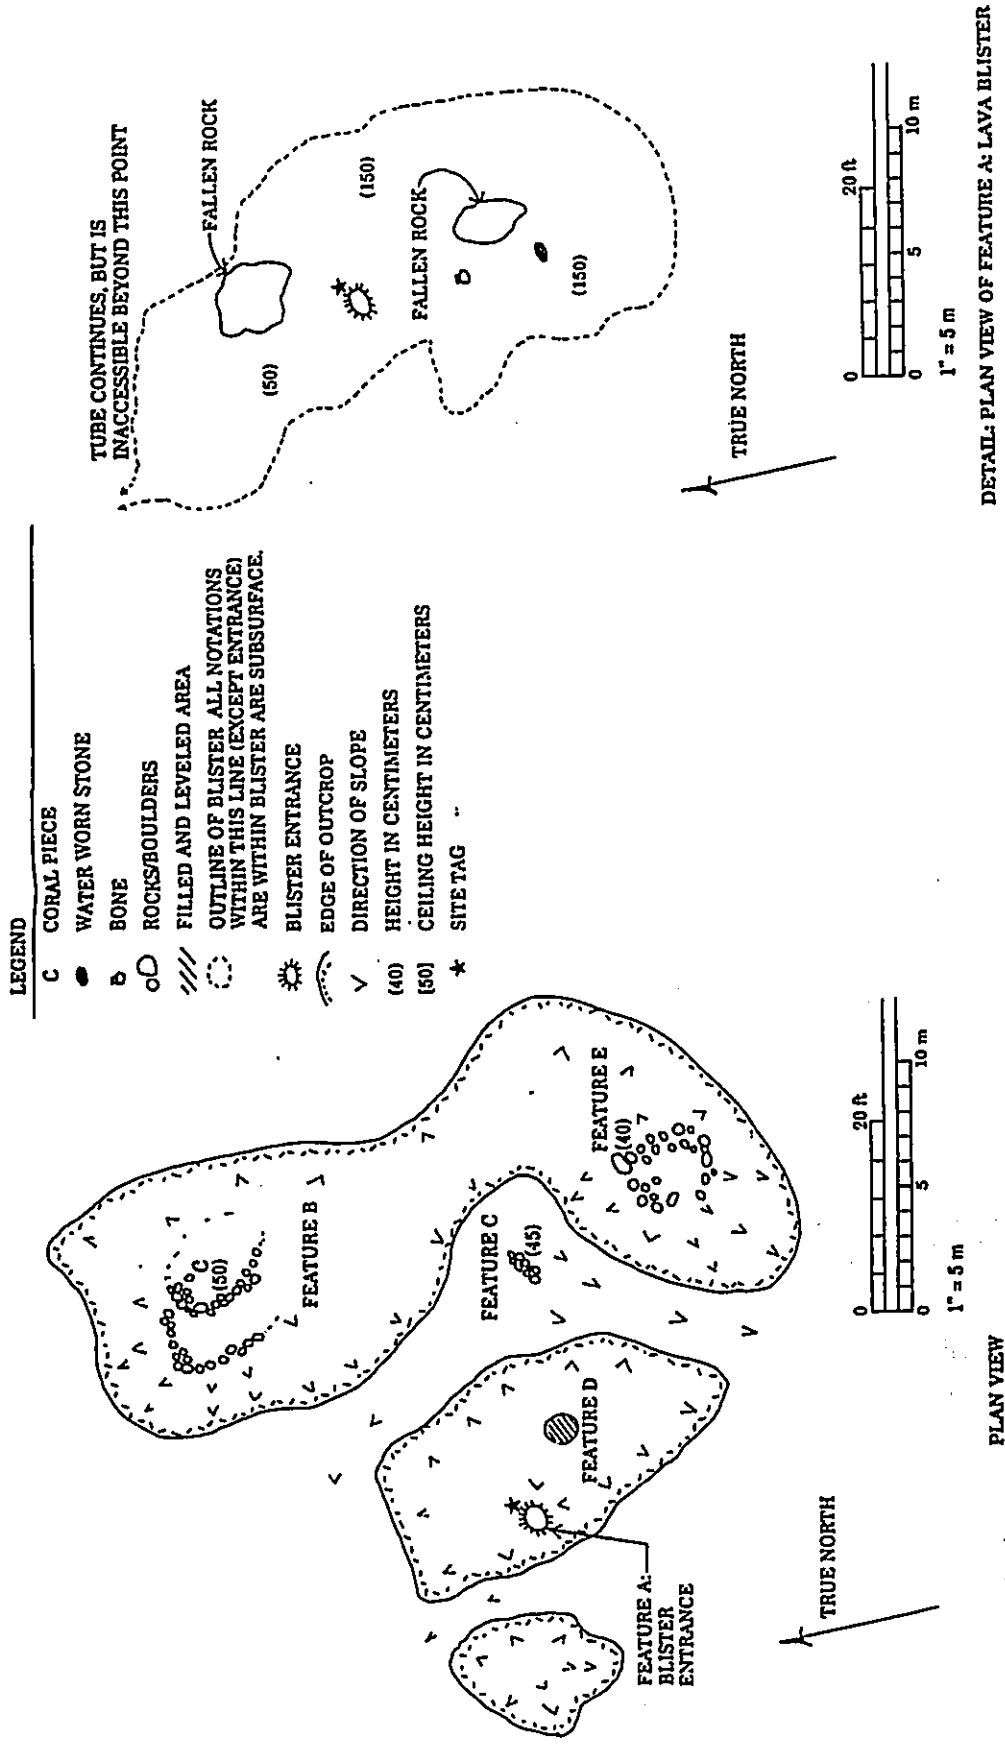 LEGEND
C CORAL PIECE
WATER WORN STONE
BONE
ROCKS/BOULDERS
FILLED AND LEVELED AREA
OUTLINE OF BLISTER ALL NOTATIONS
WITHIN THIS LINE (EXCEPT ENTRANCE)
ARE WITHIN BLISTER ARE SUBSURFACE.
BLISTER ENTRANCE
EDGE OF OUTCROP
DIRECTION OF SLOPE
(40) HEIGHT IN CENTIMETERS
[50] CEILING HEIGHT IN CENTIMETERS
★ SITE TAG
FEATURE B
C
(50)
FEATURE C
(45)
FEATURE E
(40)
FEATURE D
FEATURE A:
BLISTER
ENTRANCE
TRUE NORTH
0 20 ft
0 5 10 m
1" = 5 m
PLAN VIEW
TUBE CONTINUES, BUT IS
INACCESSIBLE BEYOND THIS POINT
FALLEN ROCK
(50)
(150)
FALLEN ROCK
(150)
TRUE NORTH
0 20 ft
0 5 10 m
1" = 5 m
DETAIL: PLAN VIEW OF FEATURE A: LAVA BLISTER